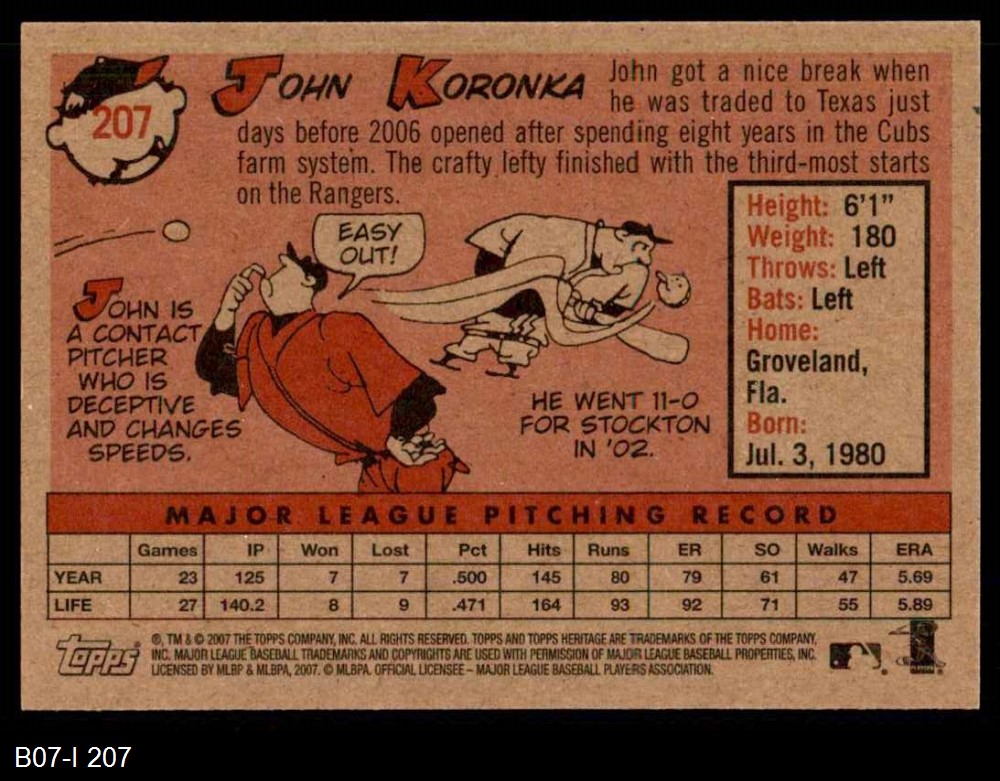 207
JOHN KORONKA
John got a nice break when
he was traded to Texas just
days before 2006 opened after spending eight years in the Cubs
farm system. The crafty lefty finished with the third-most starts
on the Rangers.
EASY
OUT!
JOHN IS
A CONTACT
PITCHER
WHO IS
DECEPTIVE
AND CHANGES
SPEEDS.
HE WENT 11-0
FOR STOCKTON
IN '02.
Height: 6'1"
Weight: 180
Throws: Left
Bats: Left
Home:
Groveland,
Fla.
Born:
Jul. 3, 1980
MAJOR LEAGUE PITCHING RECORD
Games IP Won Lost Pct Hits Runs ER SO Walks ERA
YEAR 23 125 7 7 .500 145 80 79 61 47 5.69
LIFE 27 140.2 8 9 .471 164 93 92 71 55 5.89
Topps
®, TM & © 2007 THE TOPPS COMPANY, INC. ALL RIGHTS RESERVED. TOPPS AND TOPPS HERITAGE ARE TRADEMARKS OF THE TOPPS COMPANY,
INC. MAJOR LEAGUE BASEBALL TRADEMARKS AND COPYRIGHTS ARE USED WITH PERMISSION OF MAJOR LEAGUE BASEBALL PROPERTIES, INC.
LICENSED BY MLBP & MLBPA, 2007. © MLBPA. OFFICIAL LICENSEE – MAJOR LEAGUE BASEBALL PLAYERS ASSOCIATION.
B07-I 207